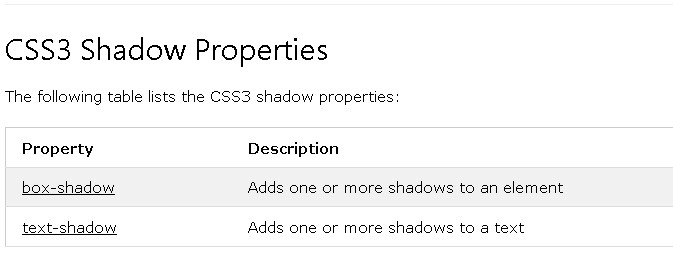 CSS3 Shadow Properties
The following table lists the CSS3 shadow properties:
Property Description
box-shadow Adds one or more shadows to an element
text-shadow Adds one or more shadows to a text